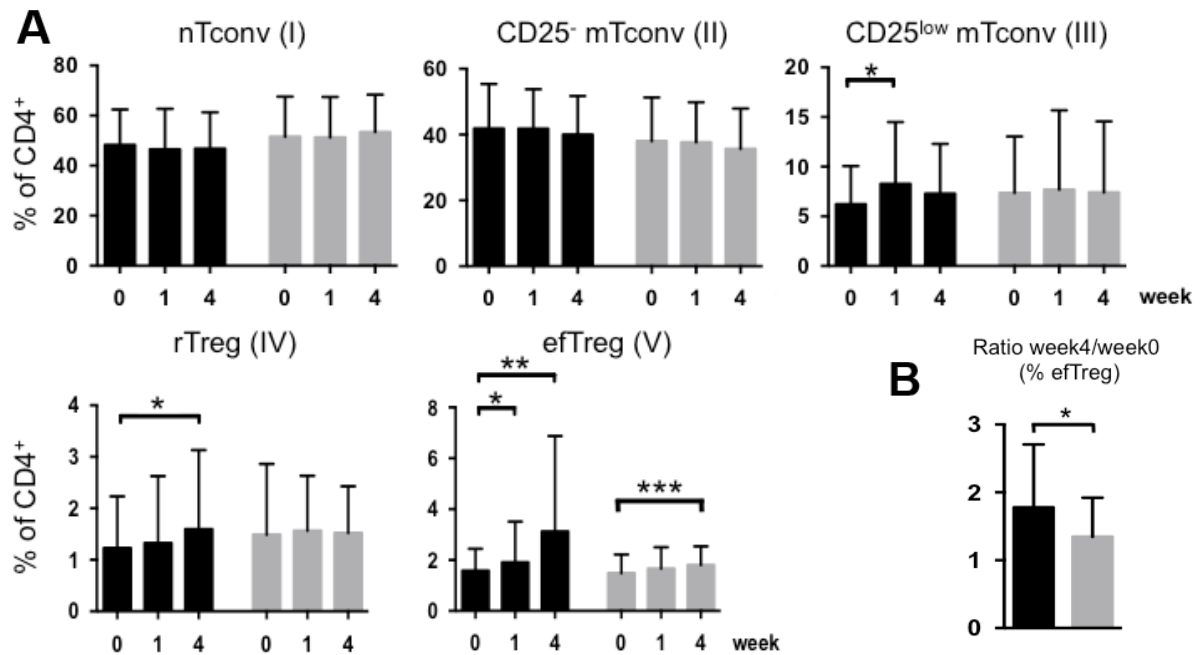 A
nTconv (I)
CD25⁻ mTconv (II)
CD25ˡᵒʷ mTconv (III)
% of CD4⁺
80
60
40
20
0
0 1 4 0 1 4
60
40
20
0
0 1 4 0 1 4
20
15
10
5
0
*
0 1 4 0 1 4 week
rTreg (IV)
efTreg (V)
% of CD4⁺
4
3
2
1
0
*
0 1 4 0 1 4
8
6
4
2
0
**
*
***
0 1 4 0 1 4 week
B
Ratio week4/week0
(% efTreg)
3
2
1
0
*